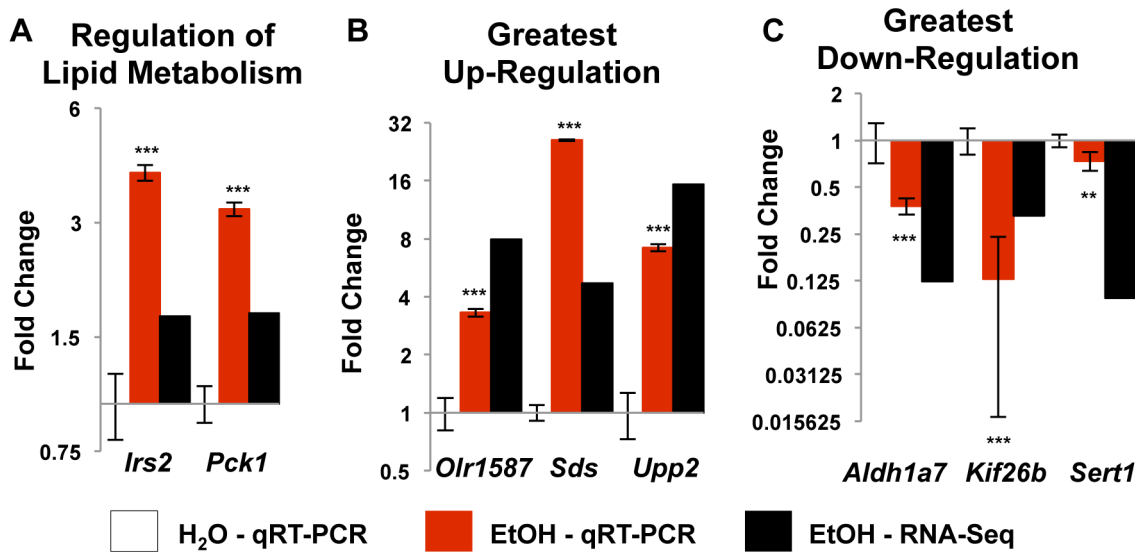 A
Regulation of
Lipid Metabolism
Fold Change
6
3
1.5
0.75
***
***
Irs2
Pck1
B
Greatest
Up-Regulation
Fold Change
32
16
8
4
2
1
0.5
***
***
***
Olr1587
Sds
Upp2
C
Greatest
Down-Regulation
Fold Change
2
1
0.5
0.25
0.125
0.0625
0.03125
0.015625
***
***
**
Aldh1a7
Kif26b
Sert1
H₂O - qRT-PCR
EtOH - qRT-PCR
EtOH - RNA-Seq